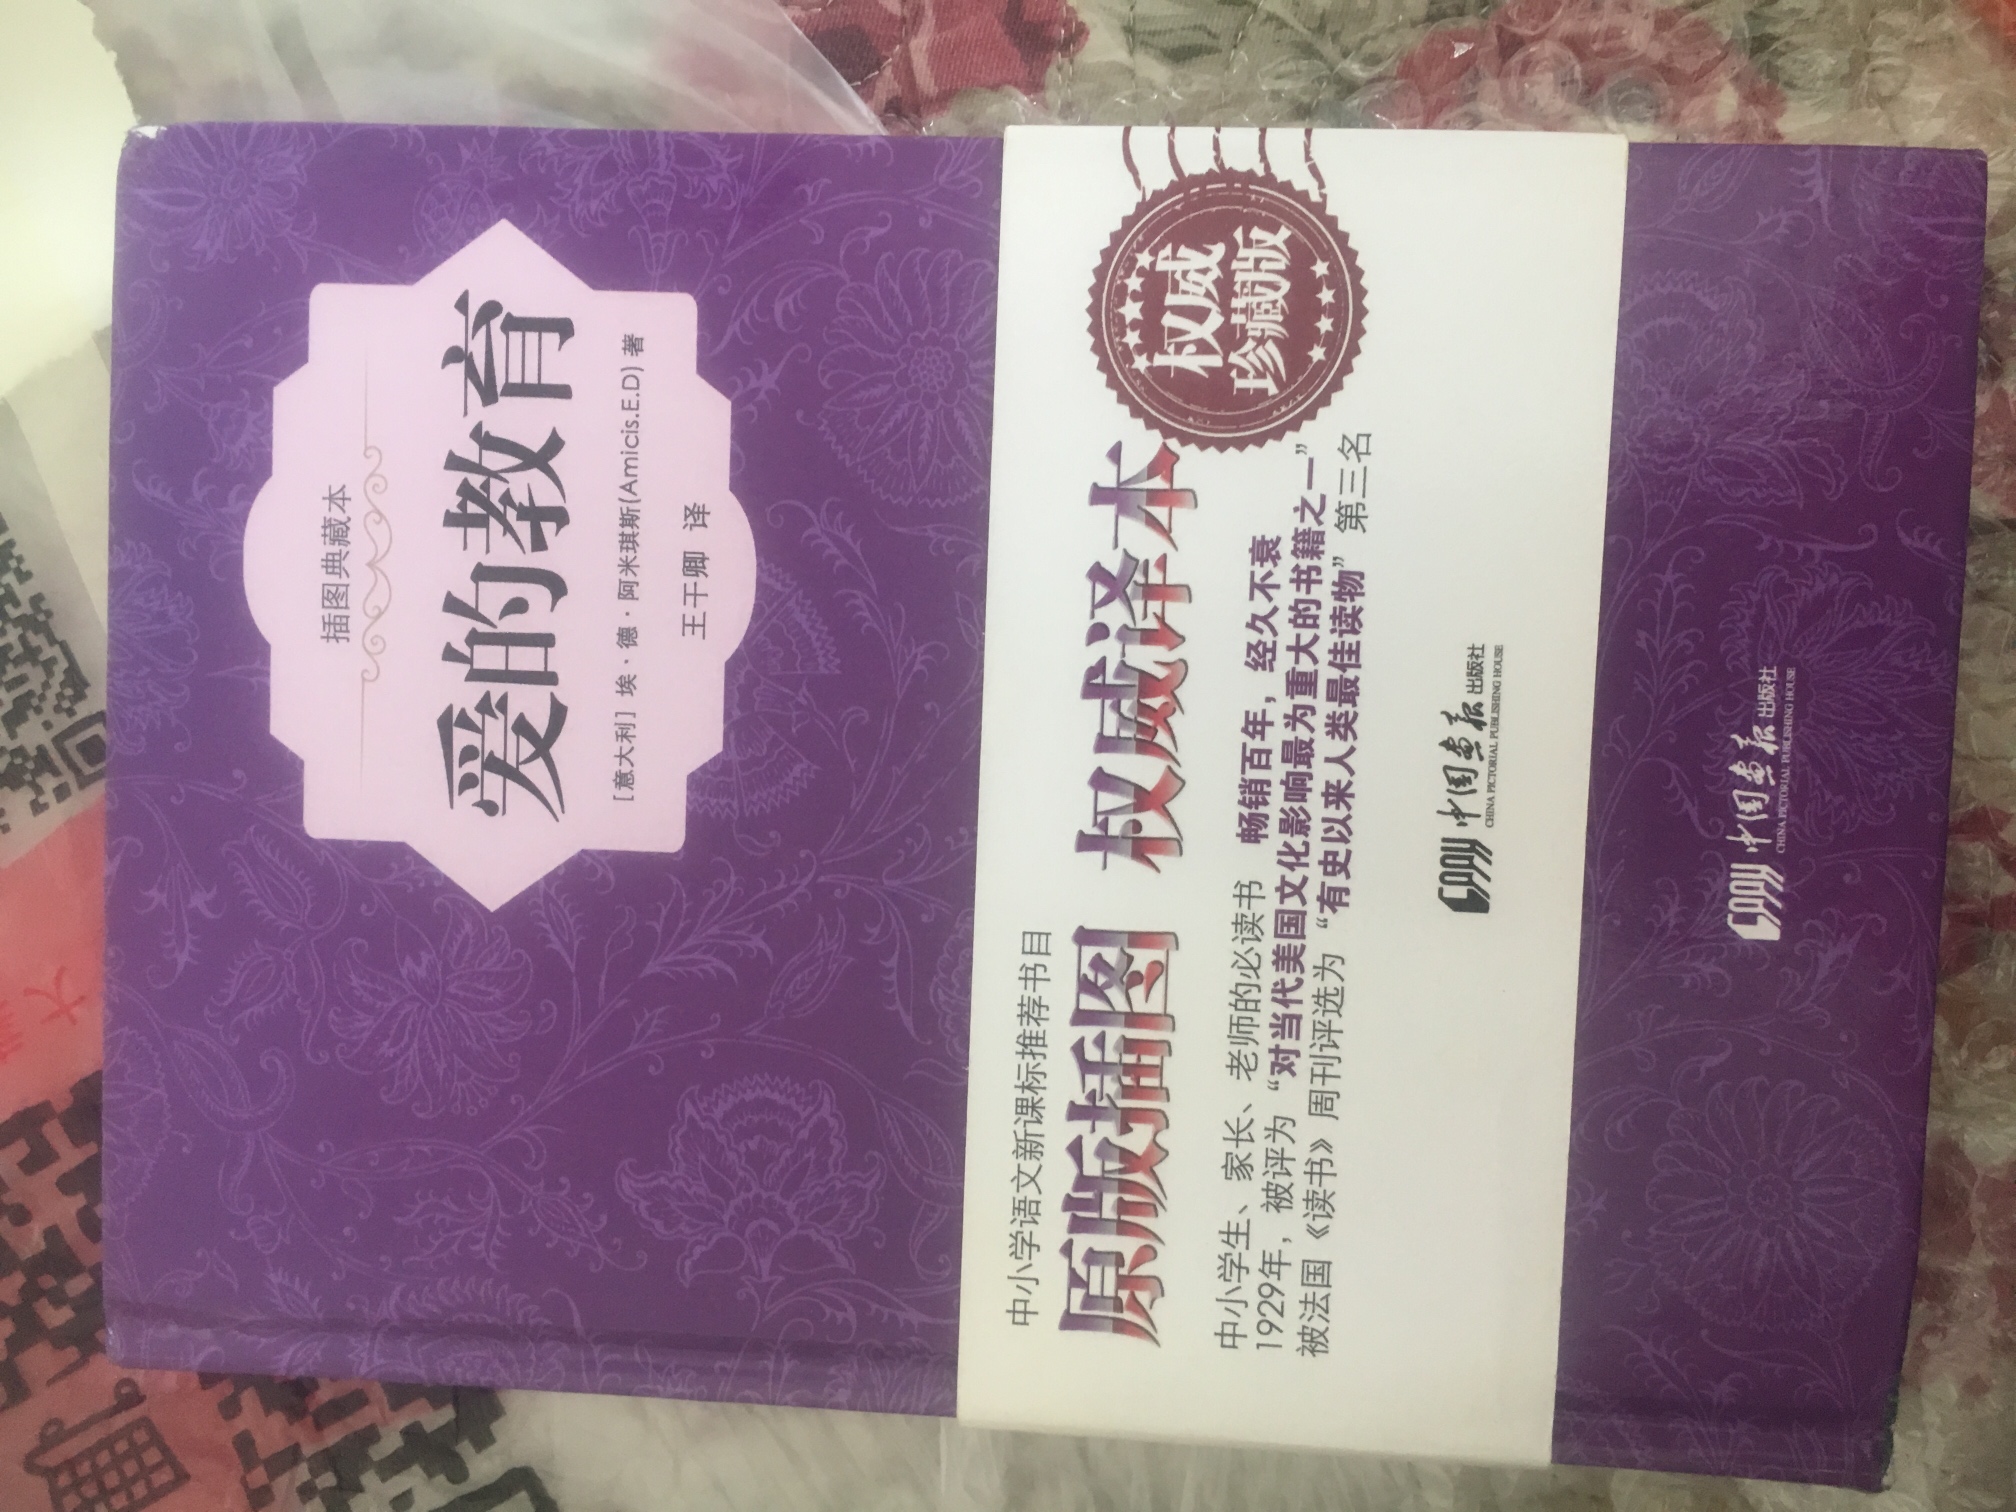 插图典藏本
爱的教育
[意大利] 埃·德·阿米琪斯(Amicis.E.D) 著
王干卿 译
中小学语文新课标推荐书目
原版插图 权威译本
权威
珍藏版
中小学生、家长、老师的必读书 畅销百年，经久不衰
1929年，被评为“对当代美国文化影响最为重大的书籍之一”
被法国《读书》周刊评选为“有史以来人类最佳读物”第三名
CPPH 中国画报 出版社
CHINA PICTORIAL PUBLISHING HOUSE
CPPH 中国画报 出版社
CHINA PICTORIAL PUBLISHING HOUSE